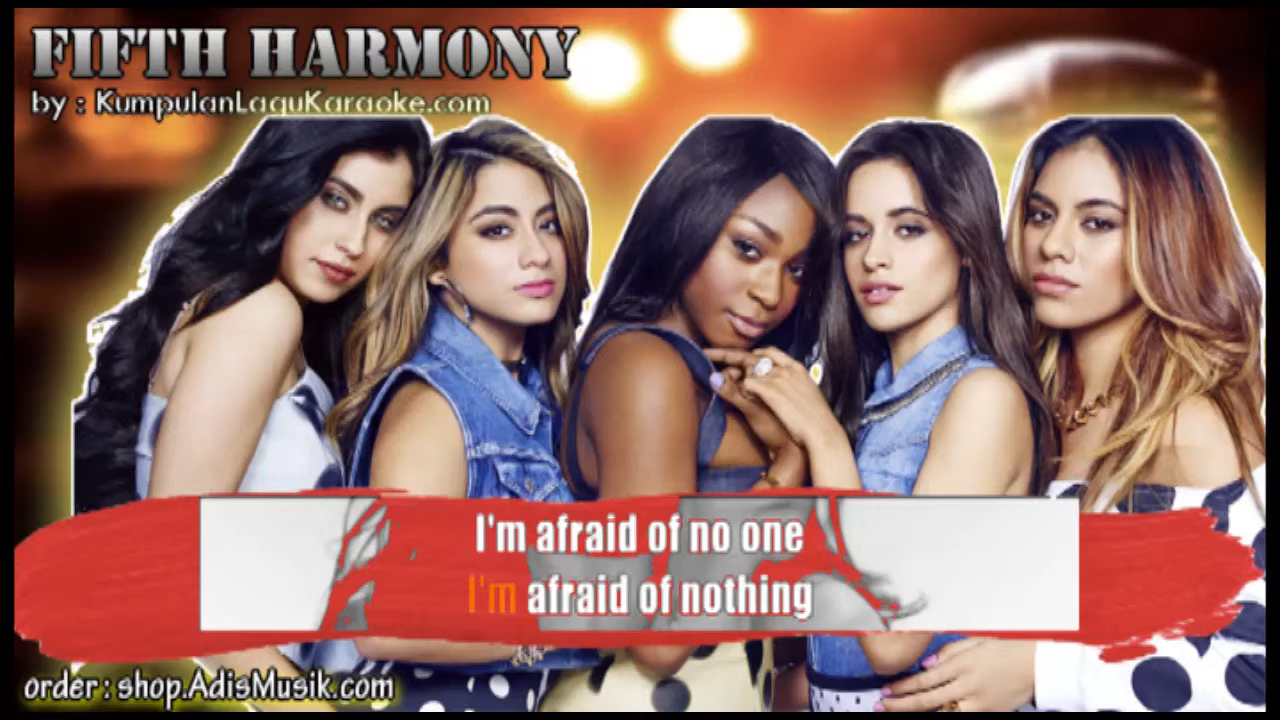 FIFTH HARMONY
by : KumpulanLaguKaraoke.com
I'm afraid of no one
I'm afraid of nothing
order : shop.AdisMusik.com